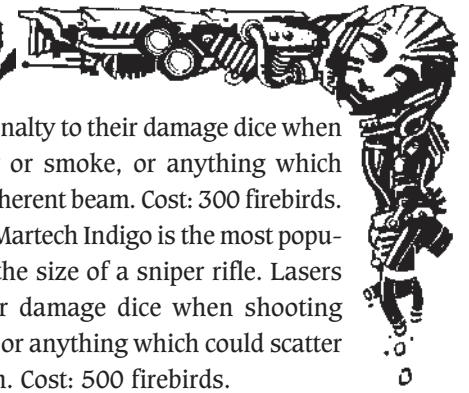 nalty to their damage dice when
or smoke, or anything which
herent beam. Cost: 300 firebirds.
Martech Indigo is the most popu-
the size of a sniper rifle. Lasers
r damage dice when shooting
or anything which could scatter
. Cost: 500 firebirds.